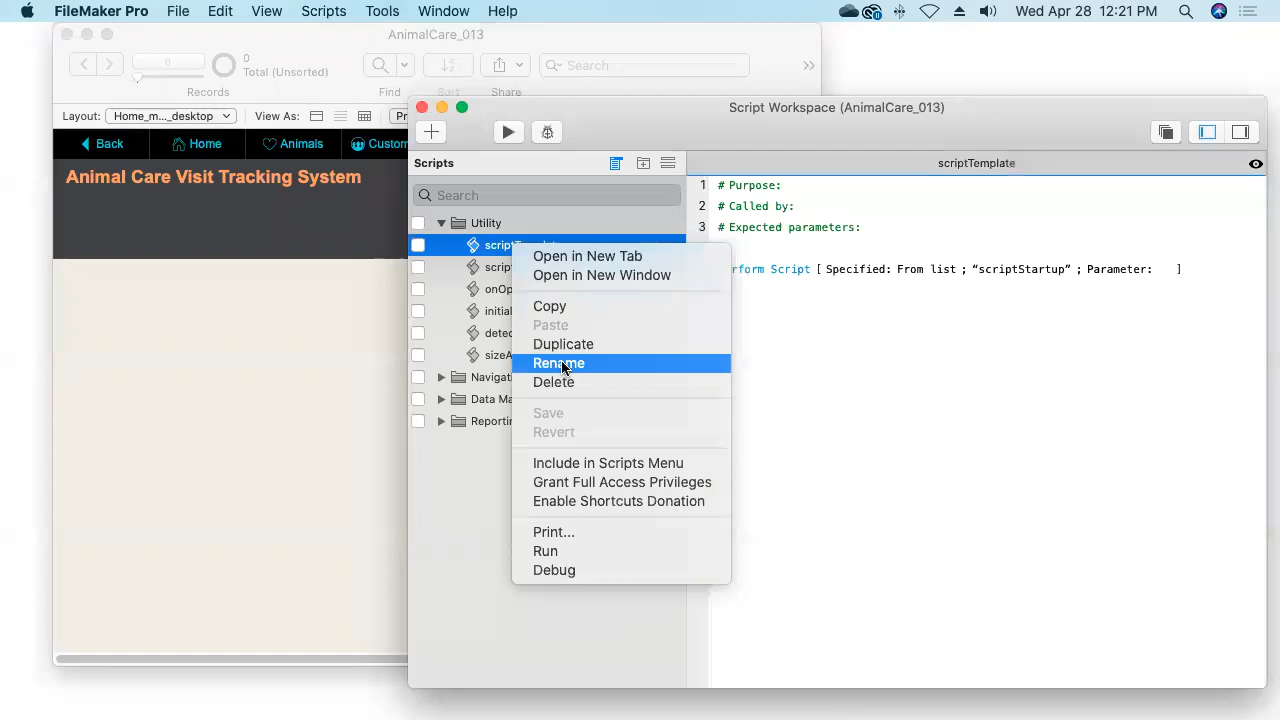 FileMaker Pro File Edit View Scripts Tools Window Help Wed Apr 28 12:21 PM
AnimalCare_013
0
0
Total (Unsorted)
Search
Records Find Sort Share
Layout: Home_m..._desktop View As: Pr
Back Home Animals Custom
Animal Care Visit Tracking System
Script Workspace (AnimalCare_013)
Scripts
Search
Utility
scriptTemplate
script
onOp
initial
detec
sizeA
Navigat
Data Ma
Reportin
Open in New Tab
Open in New Window
Copy
Paste
Duplicate
Rename
Delete
Save
Revert
Include in Scripts Menu
Grant Full Access Privileges
Enable Shortcuts Donation
Print...
Run
Debug
scriptTemplate
1 # Purpose:
2 # Called by:
3 # Expected parameters:
rform Script [ Specified: From list ; “scriptStartup” ; Parameter: ]